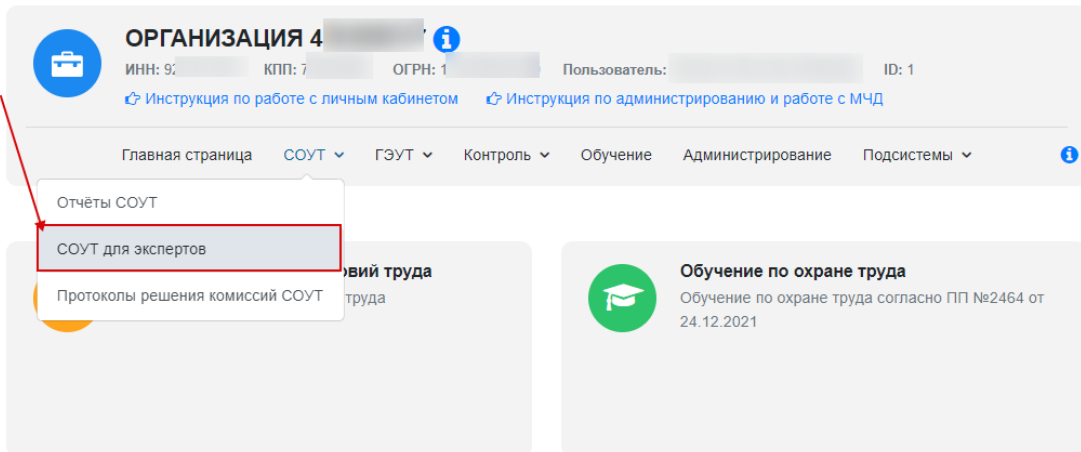 ОРГАНИЗАЦИЯ 4
ИНН: 92 КПП: 7 ОГРН: 1 Пользователь: ID: 1
Инструкция по работе с личным кабинетом Инструкция по администрированию и работе с МЧД
Главная страница СОУТ ГЭУТ Контроль Обучение Администрирование Подсистемы
Отчёты СОУТ
СОУТ для экспертов
Протоколы решения комиссий СОУТ
труда
труда
Обучение по охране труда
Обучение по охране труда согласно ПП №2464 от
24.12.2021